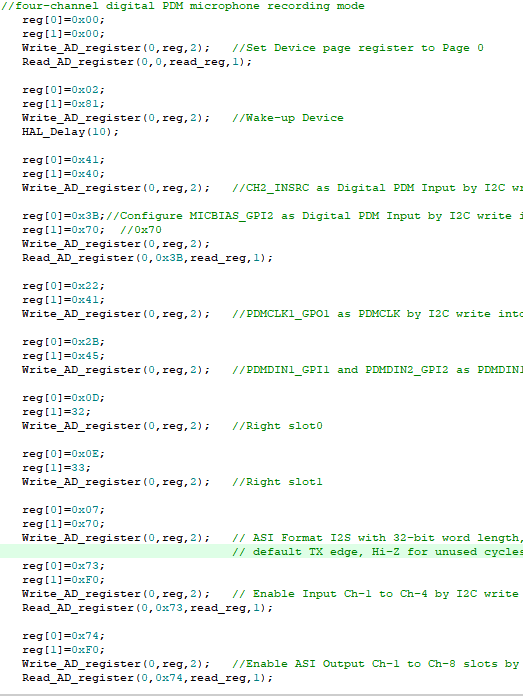 //four-channel digital PDM microphone recording mode
reg[0]=0x00;
reg[1]=0x00;
Write_AD_register(0,reg,2); //Set Device page register to Page 0
Read_AD_register(0,0,read_reg,1);
reg[0]=0x02;
reg[1]=0x81;
Write_AD_register(0,reg,2); //Wake-up Device
HAL_Delay(10);
reg[0]=0x41;
reg[1]=0x40;
Write_AD_register(0,reg,2); //CH2_INSRC as Digital PDM Input by I2C wr
reg[0]=0x3B;//Configure MICBIAS_GPI2 as Digital PDM Input by I2C write i
reg[1]=0x70; //0x70
Write_AD_register(0,reg,2);
Read_AD_register(0,0x3B,read_reg,1);
reg[0]=0x22;
reg[1]=0x41;
Write_AD_register(0,reg,2); //PDMCLK1_GPO1 as PDMCLK by I2C write into
reg[0]=0x2B;
reg[1]=0x45;
Write_AD_register(0,reg,2); //PDMDIN1_GPI1 and PDMDIN2_GPI2 as PDMDIN1
reg[0]=0x0D;
reg[1]=32;
Write_AD_register(0,reg,2); //Right slot0
reg[0]=0x0E;
reg[1]=33;
Write_AD_register(0,reg,2); //Right slot1
reg[0]=0x07;
reg[1]=0x70;
Write_AD_register(0,reg,2); // ASI Format I2S with 32-bit word length,
// default TX edge, Hi-Z for unused cycles
reg[0]=0x73;
reg[1]=0xF0;
Write_AD_register(0,reg,2); // Enable Input Ch-1 to Ch-4 by I2C write
Read_AD_register(0,0x73,read_reg,1);
reg[0]=0x74;
reg[1]=0xF0;
Write_AD_register(0,reg,2); //Enable ASI Output Ch-1 to Ch-8 slots by
Read_AD_register(0,0x74,read_reg,1);